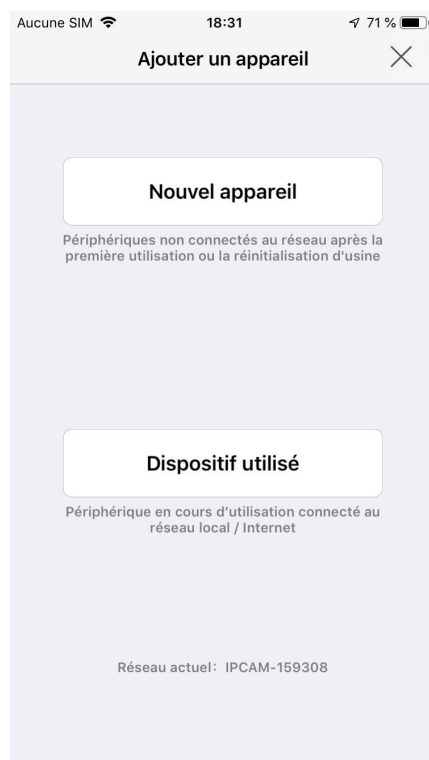 Aucune SIM 18:31 71 %
Ajouter un appareil
Nouvel appareil
Périphériques non connectés au réseau après la
première utilisation ou la réinitialisation d'usine
Dispositif utilisé
Périphérique en cours d'utilisation connecté au
réseau local / Internet
Réseau actuel: IPCAM-159308